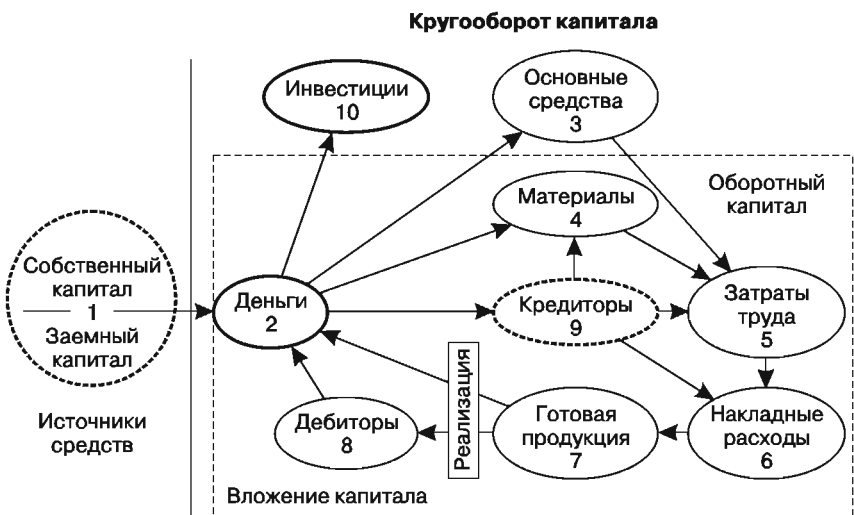 Кругооборот капитала
Инвестиции
10
Основные
средства
3
Оборотный
капитал
Материалы
4
Собственный
капитал
1
Заемный
капитал
Деньги
2
Кредиторы
9
Затраты
труда
5
Источники
средств
Дебиторы
8
Реализация
Готовая
продукция
7
Накладные
расходы
6
Вложение капитала